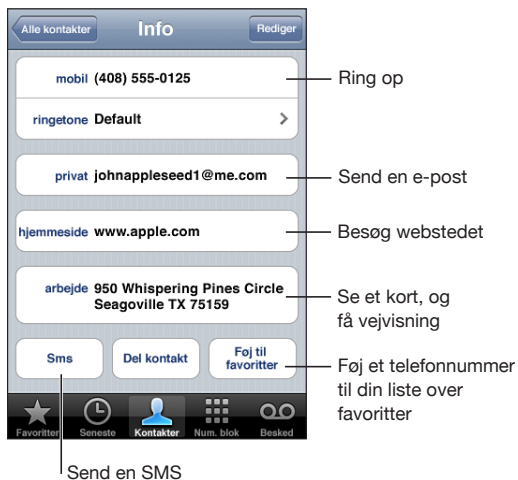 Alle kontakter Info Rediger
mobil (408) 555-0125
Ring op
ringetone Default
privat johnappleseed1@me.com
Send en e-post
hjemmeside www.apple.com
Besøg webstedet
arbejde 950 Whispering Pines Circle
Seagoville TX 75159
Se et kort, og
få vejvisning
Sms
Del kontakt
Føj til
favoritter
Føj et telefonnummer
til din liste over
favoritter
Favoritter Seneste Kontakter Num. blok Besked
Send en SMS